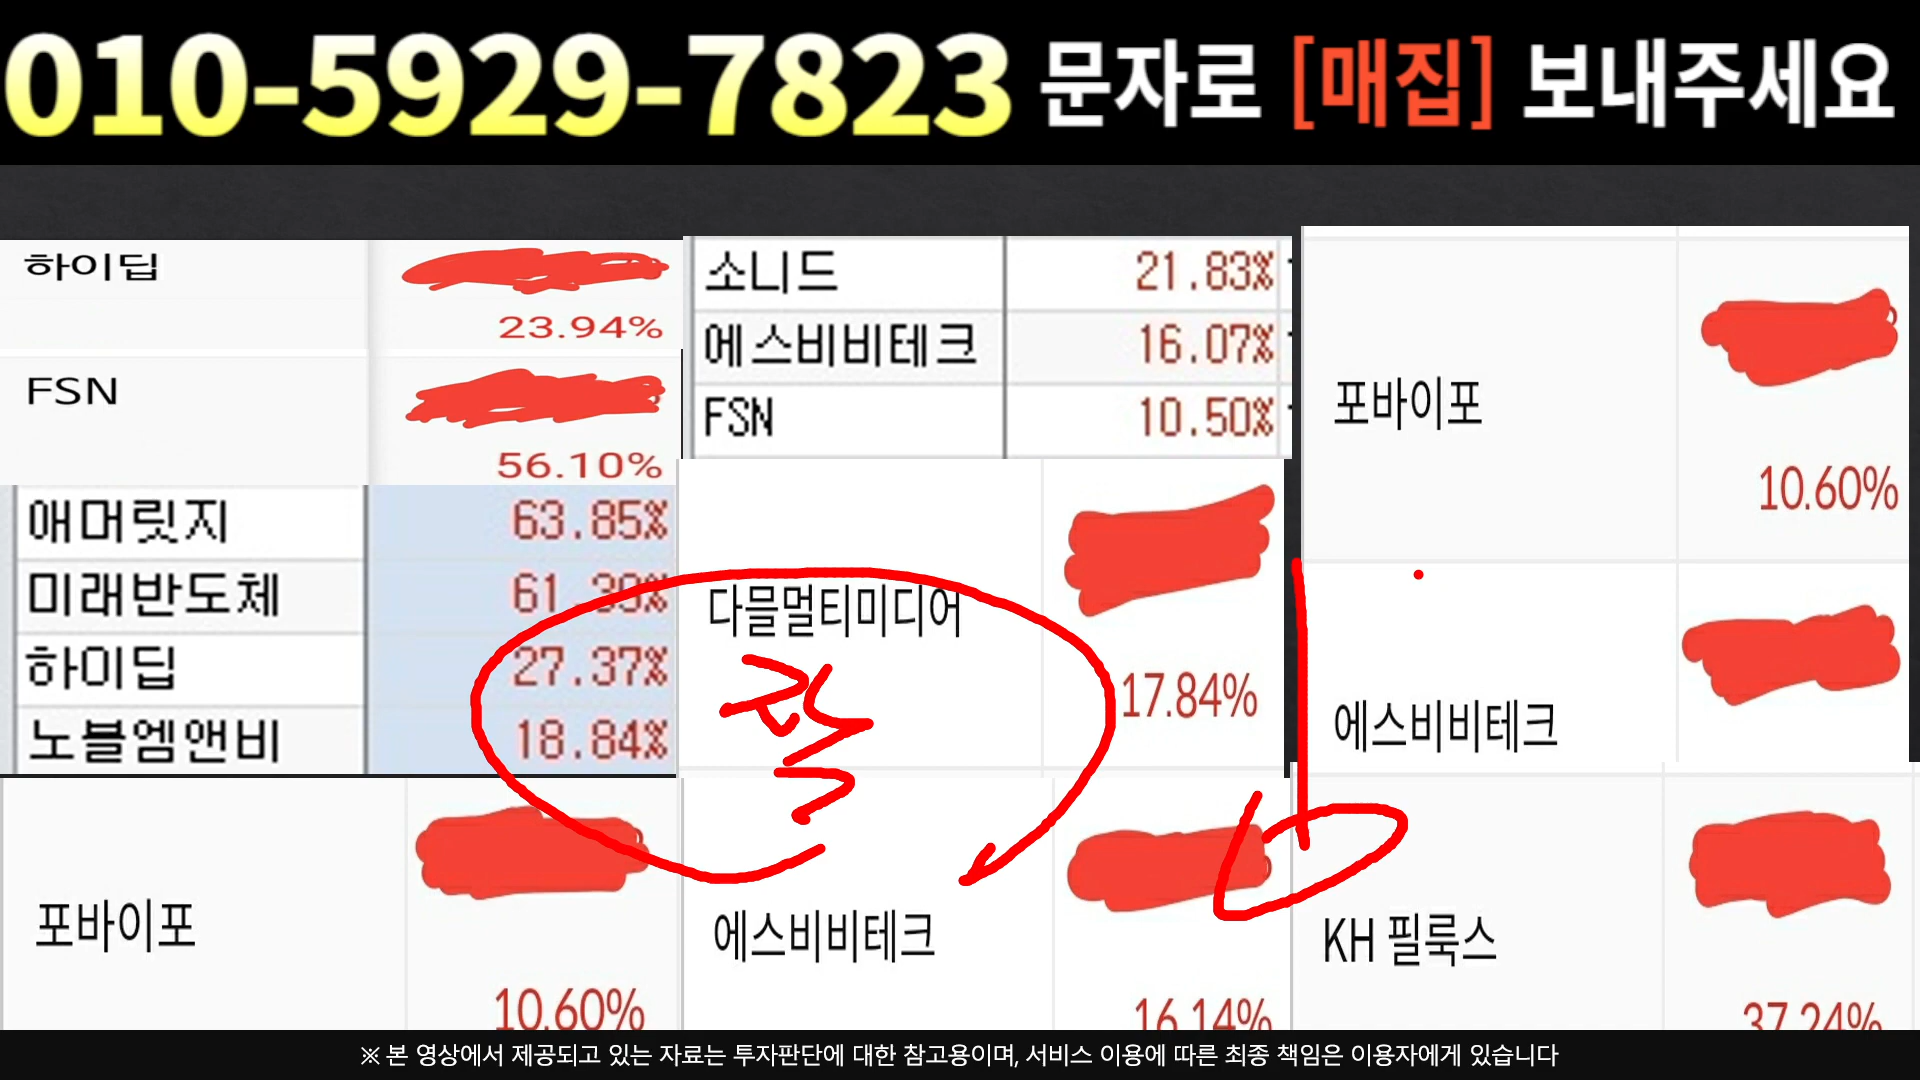 010-5929-7823 문자로 [매집] 보내주세요
하이딥
23.94%
FSN
56.10%
애머릿지 63.85%
미래반도체 61.39%
하이딥 27.37%
노블엠앤비 18.84%
소니드 21.83%
에스비비테크 16.07%
FSN 10.50%
다믈멀티미디어
17.84%
포바이포
10.60%
에스비비테크
포바이포
10.60%
에스비비테크
16.14%
KH 필룩스
37.24%
※ 본 영상에서 제공되고 있는 자료는 투자판단에 대한 참고용이며, 서비스 이용에 따른 최종 책임은 이용자에게 있습니다